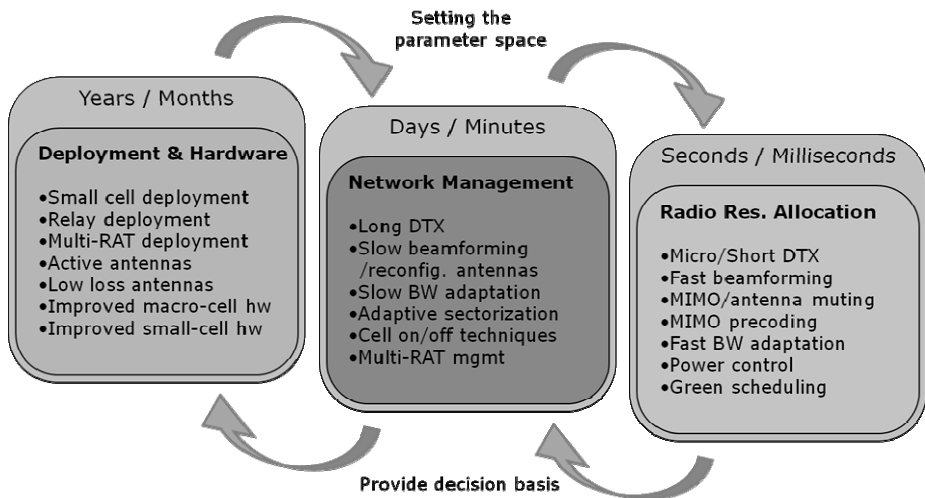 Setting the
parameter space
Years / Months
Deployment & Hardware
•Small cell deployment
•Relay deployment
•Multi-RAT deployment
•Active antennas
•Low loss antennas
•Improved macro-cell hw
•Improved small-cell hw
Days / Minutes
Network Management
•Long DTX
•Slow beamforming
/reconfig. antennas
•Slow BW adaptation
•Adaptive sectorization
•Cell on/off techniques
•Multi-RAT mgmt
Seconds / Milliseconds
Radio Res. Allocation
•Micro/Short DTX
•Fast beamforming
•MIMO/antenna muting
•MIMO precoding
•Fast BW adaptation
•Power control
•Green scheduling
Provide decision basis